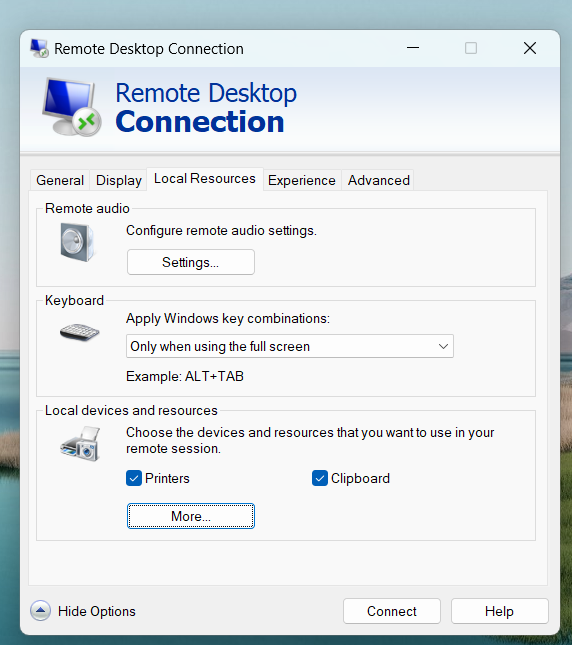 Remote Desktop Connection
Remote Desktop
Connection
General Display Local Resources Experience Advanced
Remote audio
Configure remote audio settings.
Settings...
Keyboard
Apply Windows key combinations:
Only when using the full screen
Example: ALT+TAB
Local devices and resources
Choose the devices and resources that you want to use in your
remote session.
Printers Clipboard
More...
Hide Options Connect Help